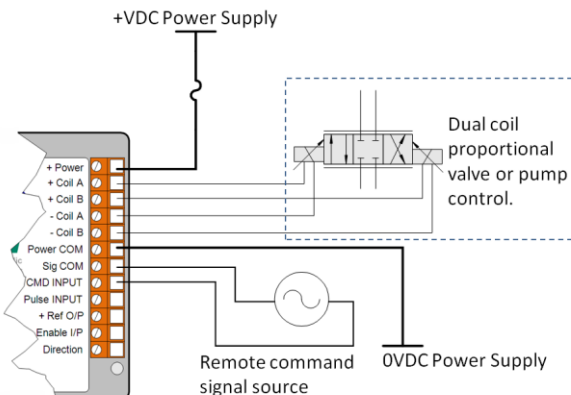 +VDC Power Supply
Dual coil
proportional
valve or pump
control.
+ Power
+ Coil A
+ Coil B
- Coil A
- Coil B
Power COM
Sig COM
CMD INPUT
Pulse INPUT
+ Ref O/P
Enable I/P
Direction
ic
Remote command
signal source
0VDC Power Supply